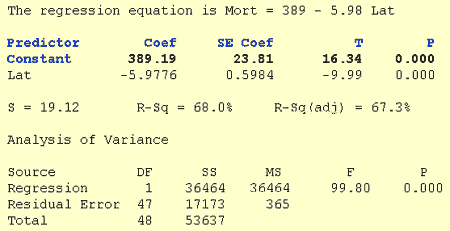 The regression equation is Mort = 389 - 5.98 Lat
Predictor Coef SE Coef T P
Constant 389.19 23.81 16.34 0.000
Lat -5.9776 0.5984 -9.99 0.000
S = 19.12 R-Sq = 68.0% R-Sq(adj) = 67.3%
Analysis of Variance
Source DF SS MS F P
Regression 1 36464 36464 99.80 0.000
Residual Error 47 17173 365
Total 48 53637